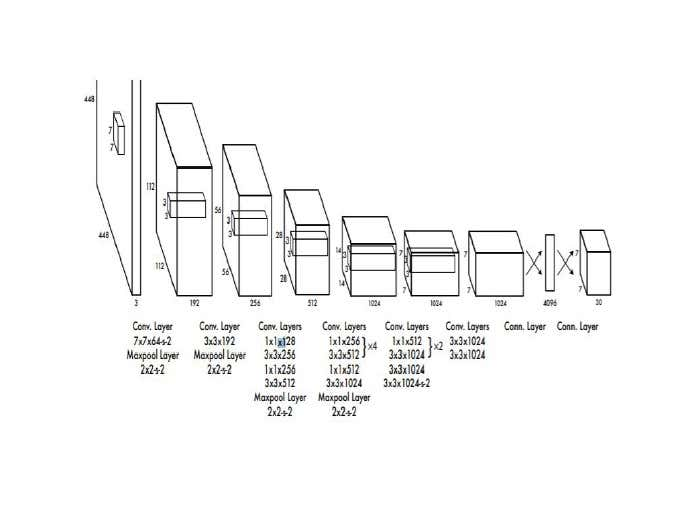 448
7
7
448
3
112
3
3
112
192
56
3
3
56
256
28
3
3
28
512
14
3
3
14
1024
7
3
3
7
1024
7
7
1024
4096
7
7
30
Conv. Layer
7x7x64-s-2
Maxpool Layer
2x2-s-2
Conv. Layer
3x3x192
Maxpool Layer
2x2-s-2
Conv. Layers
1x1x128
3x3x256
1x1x256
3x3x512
Maxpool Layer
2x2-s-2
Conv. Layers
1x1x256 } x4
3x3x512
1x1x512
3x3x1024
Maxpool Layer
2x2-s-2
Conv. Layers
1x1x512 } x2
3x3x1024
3x3x1024
3x3x1024-s-2
Conv. Layers
3x3x1024
3x3x1024
Conn. Layer
Conn. Layer